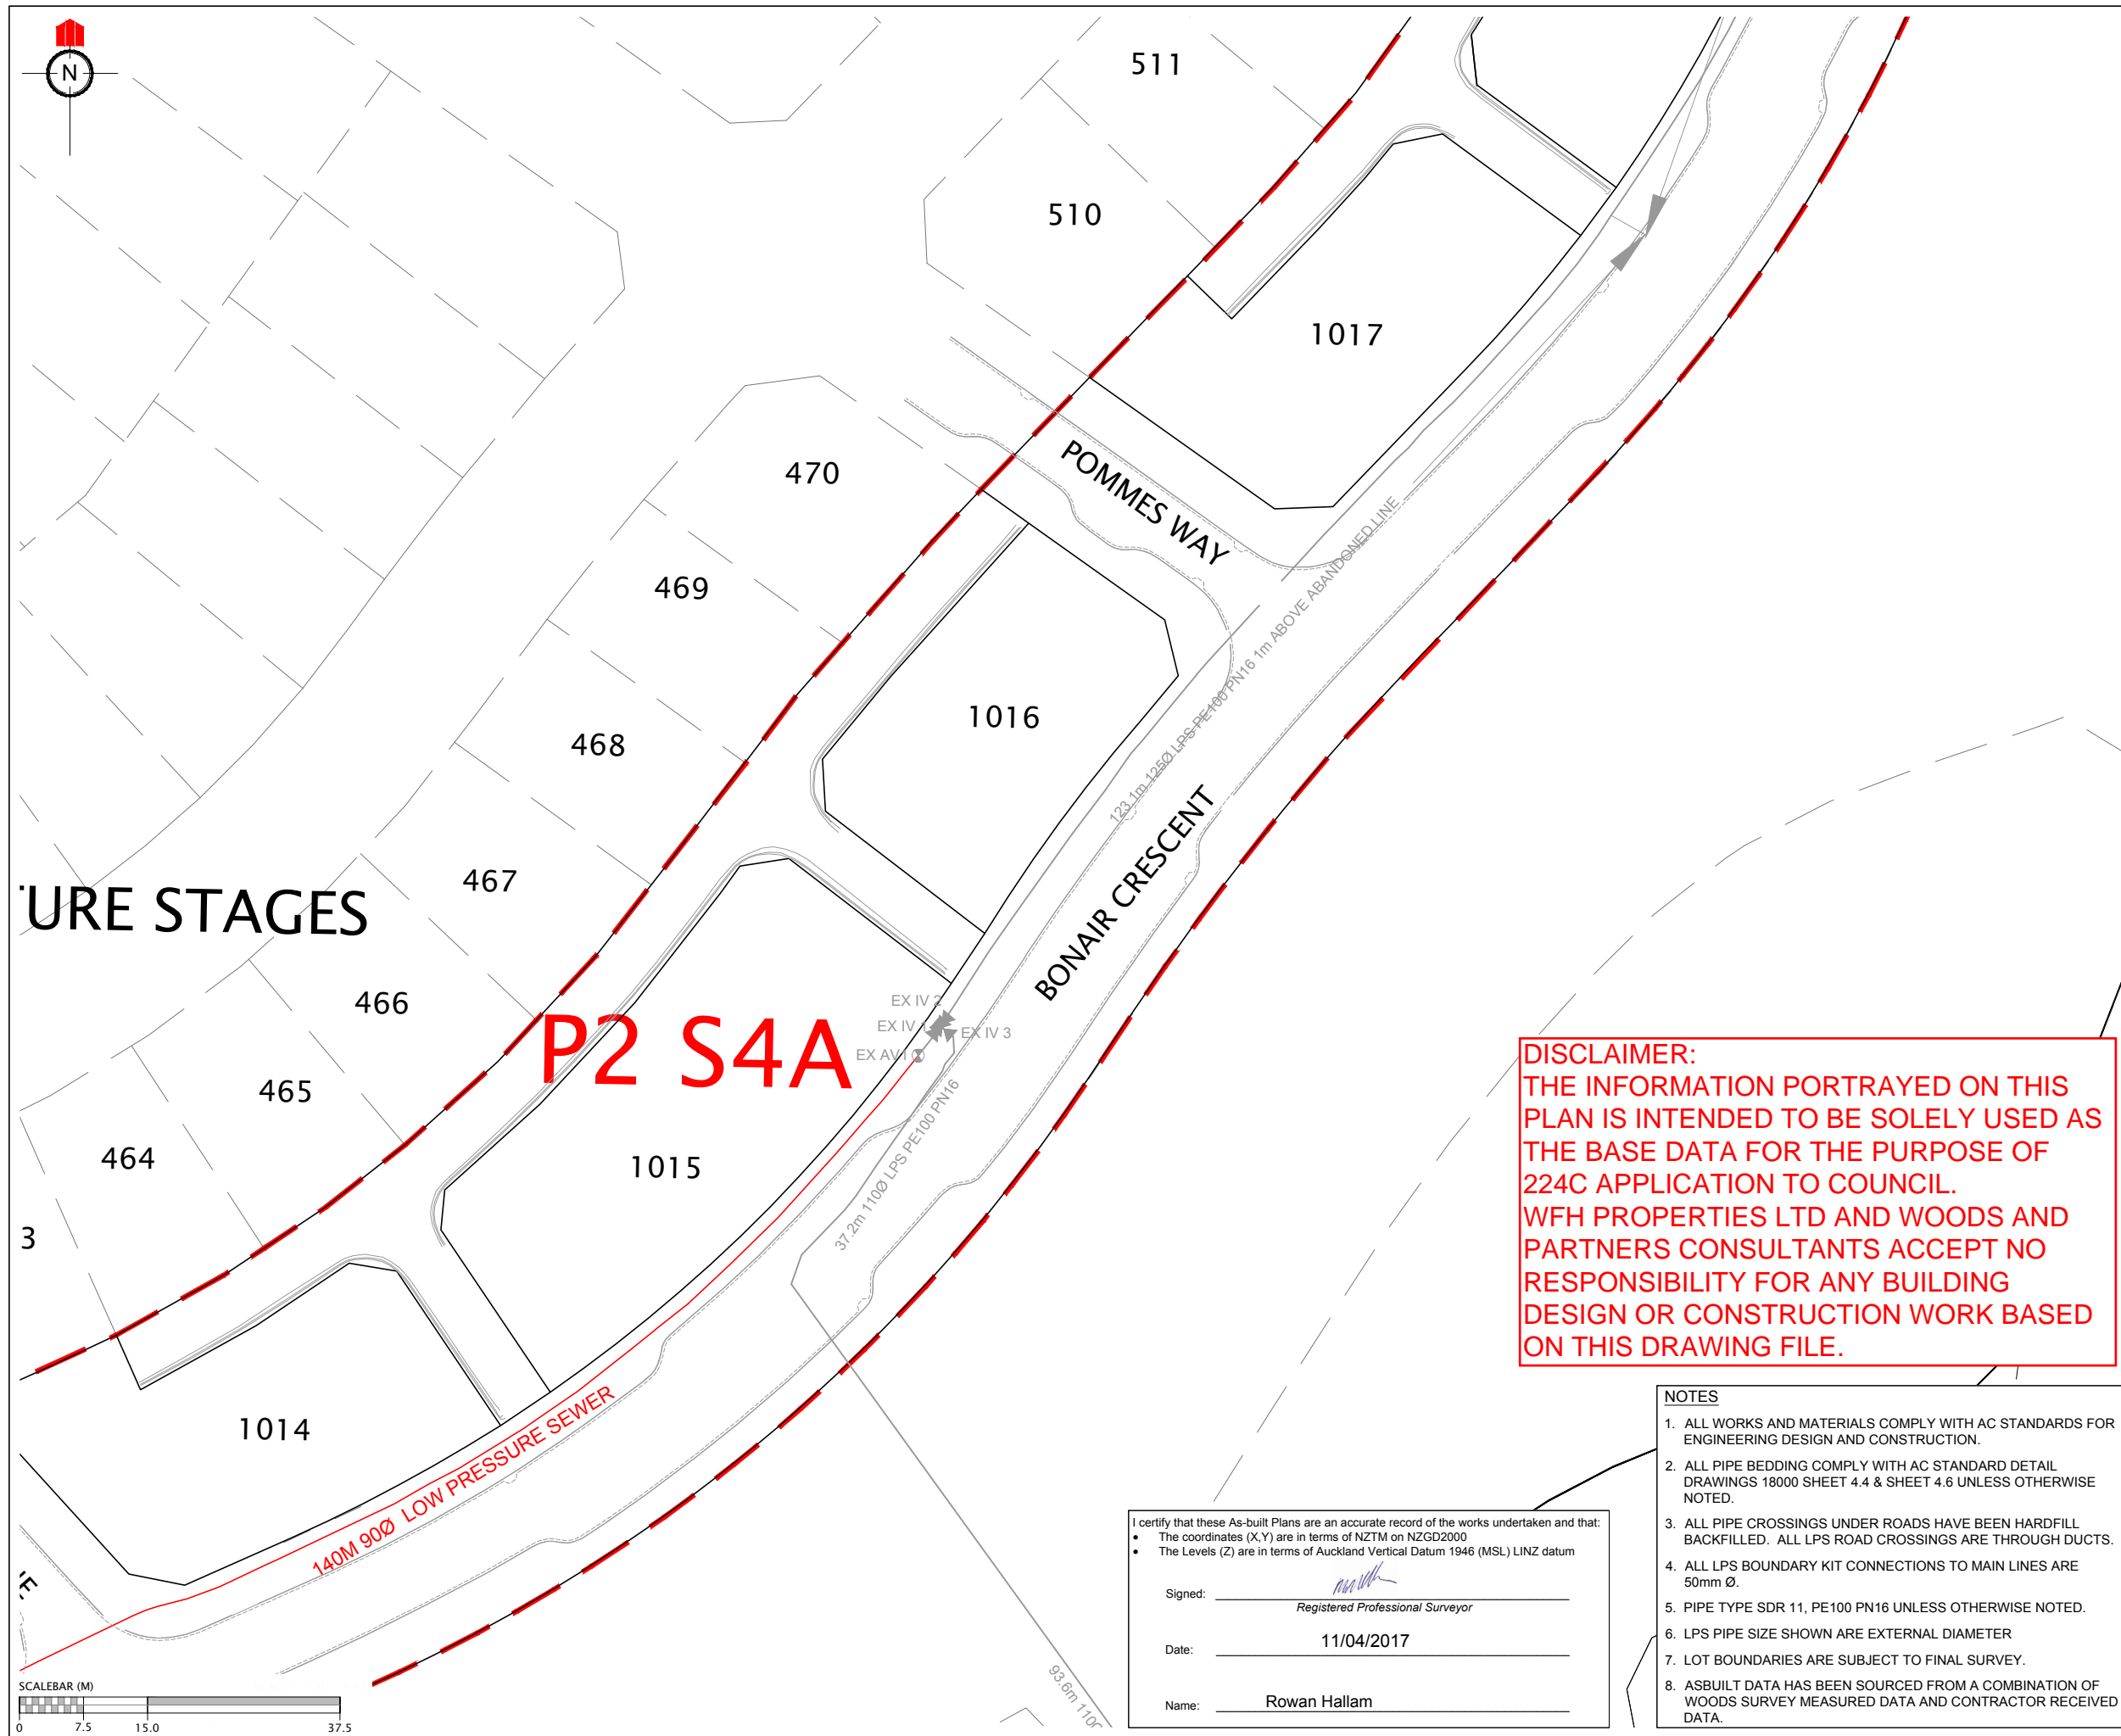 N
511
510
1017
470
POMMES WAY
469
123.1m 125Ø LPS PE100 PN16 1m ABOVE ABANDONED LINE
1016
468
BONAIR CRESCENT
467
URE STAGES
466
P2 S4A
EX IV 2
EX IV 1
EX IV 3
EX AV1
465
464
1015
37.2m 110Ø LPS PE100 PN16
3
1014
140M 90Ø LOW PRESSURE SEWER
93.6m 110Ø
SCALEBAR (M)
0 7.5 15.0 37.5
DISCLAIMER:
THE INFORMATION PORTRAYED ON THIS
PLAN IS INTENDED TO BE SOLELY USED AS
THE BASE DATA FOR THE PURPOSE OF
224C APPLICATION TO COUNCIL.
WFH PROPERTIES LTD AND WOODS AND
PARTNERS CONSULTANTS ACCEPT NO
RESPONSIBILITY FOR ANY BUILDING
DESIGN OR CONSTRUCTION WORK BASED
ON THIS DRAWING FILE.
I certify that these As-built Plans are an accurate record of the works undertaken and that:
• The coordinates (X,Y) are in terms of NZTM on NZGD2000
• The Levels (Z) are in terms of Auckland Vertical Datum 1946 (MSL) LINZ datum
Signed:
Registered Professional Surveyor
Date: 11/04/2017
Name: Rowan Hallam
NOTES
1. ALL WORKS AND MATERIALS COMPLY WITH AC STANDARDS FOR
ENGINEERING DESIGN AND CONSTRUCTION.
2. ALL PIPE BEDDING COMPLY WITH AC STANDARD DETAIL
DRAWINGS 18000 SHEET 4.4 & SHEET 4.6 UNLESS OTHERWISE
NOTED.
3. ALL PIPE CROSSINGS UNDER ROADS HAVE BEEN HARDFILL
BACKFILLED. ALL LPS ROAD CROSSINGS ARE THROUGH DUCTS.
4. ALL LPS BOUNDARY KIT CONNECTIONS TO MAIN LINES ARE
50mm Ø.
5. PIPE TYPE SDR 11, PE100 PN16 UNLESS OTHERWISE NOTED.
6. LPS PIPE SIZE SHOWN ARE EXTERNAL DIAMETER
7. LOT BOUNDARIES ARE SUBJECT TO FINAL SURVEY.
8. ASBUILT DATA HAS BEEN SOURCED FROM A COMBINATION OF
WOODS SURVEY MEASURED DATA AND CONTRACTOR RECEIVED
DATA.